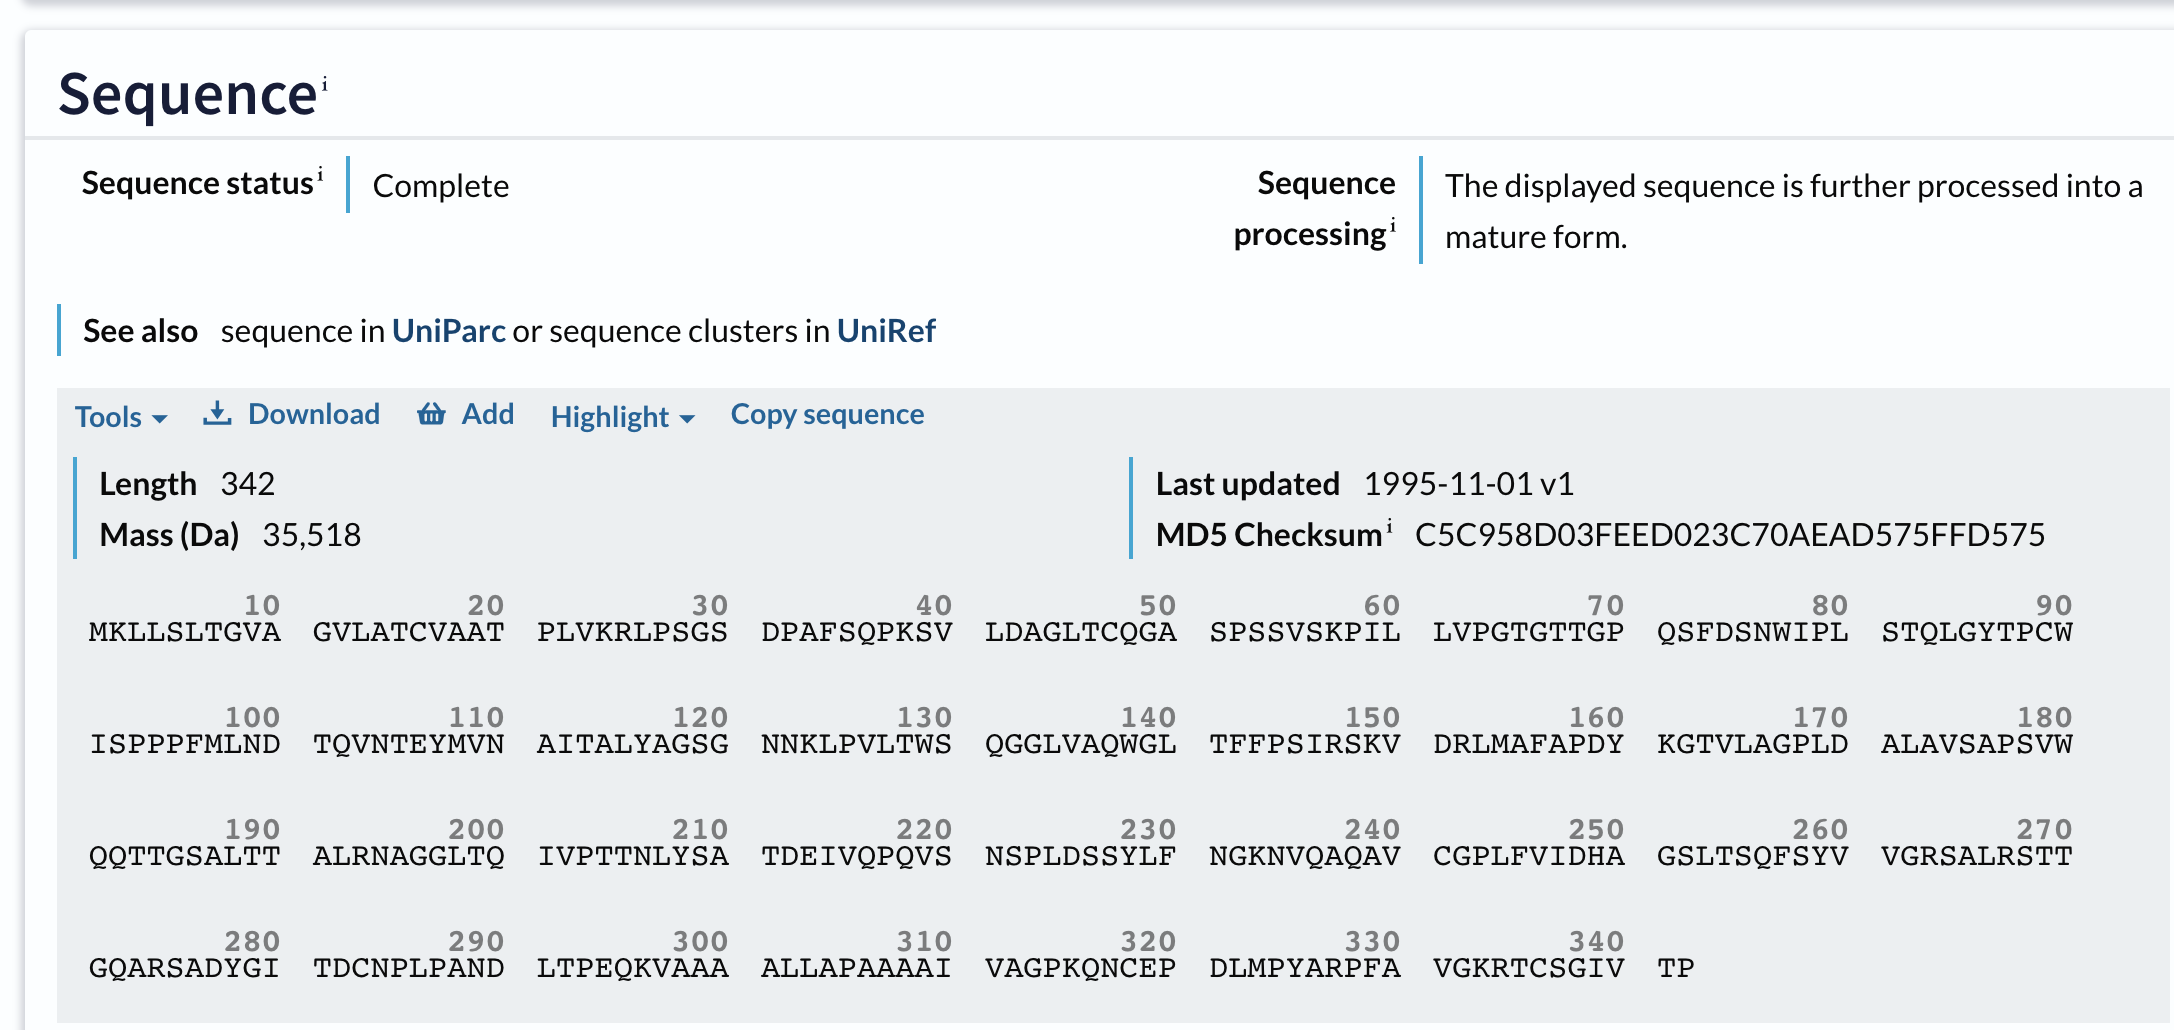 Sequence i
Sequence status i Complete
Sequence processing i The displayed sequence is further processed into a mature form.
See also sequence in UniParc or sequence clusters in UniRef
Tools Download Add Highlight Copy sequence
Length 342
Mass (Da) 35,518
Last updated 1995-11-01 v1
MD5 Checksum i C5C958D03FEED023C70AEAD575FFD575
10 20 30 40 50 60 70 80 90
MKLLSLTGVA GVLATCVAAT PLVKRLPSGS DPAFSQPKSV LDAGLTCQGA SPSSVSKPIL LVPGTGTTGP QSFDSNWIPL STQLGYTPCW
100 110 120 130 140 150 160 170 180
ISPPPFMLND TQVNTEYMVN AITALYAGSG NNKLPVLTWS QGGLVAQWGL TFFPSIRSKV DRLMAFAPDY KGTVLAGPLD ALAVSAPSVW
190 200 210 220 230 240 250 260 270
QQTTGSALTT ALRNAGGLTQ IVPTTNLYSA TDEIVQPQVS NSPLDSSYLF NGKNVQAQAV CGPLFVIDHA GSLTSQFSYV VGRSALRSTT
280 290 300 310 320 330 340
GQARSADYGI TDCNPLPAND LTPEQKVAAA ALLAPAAAAI VAGPKQNCEP DLMPYARPFA VGKRTCSGIV TP